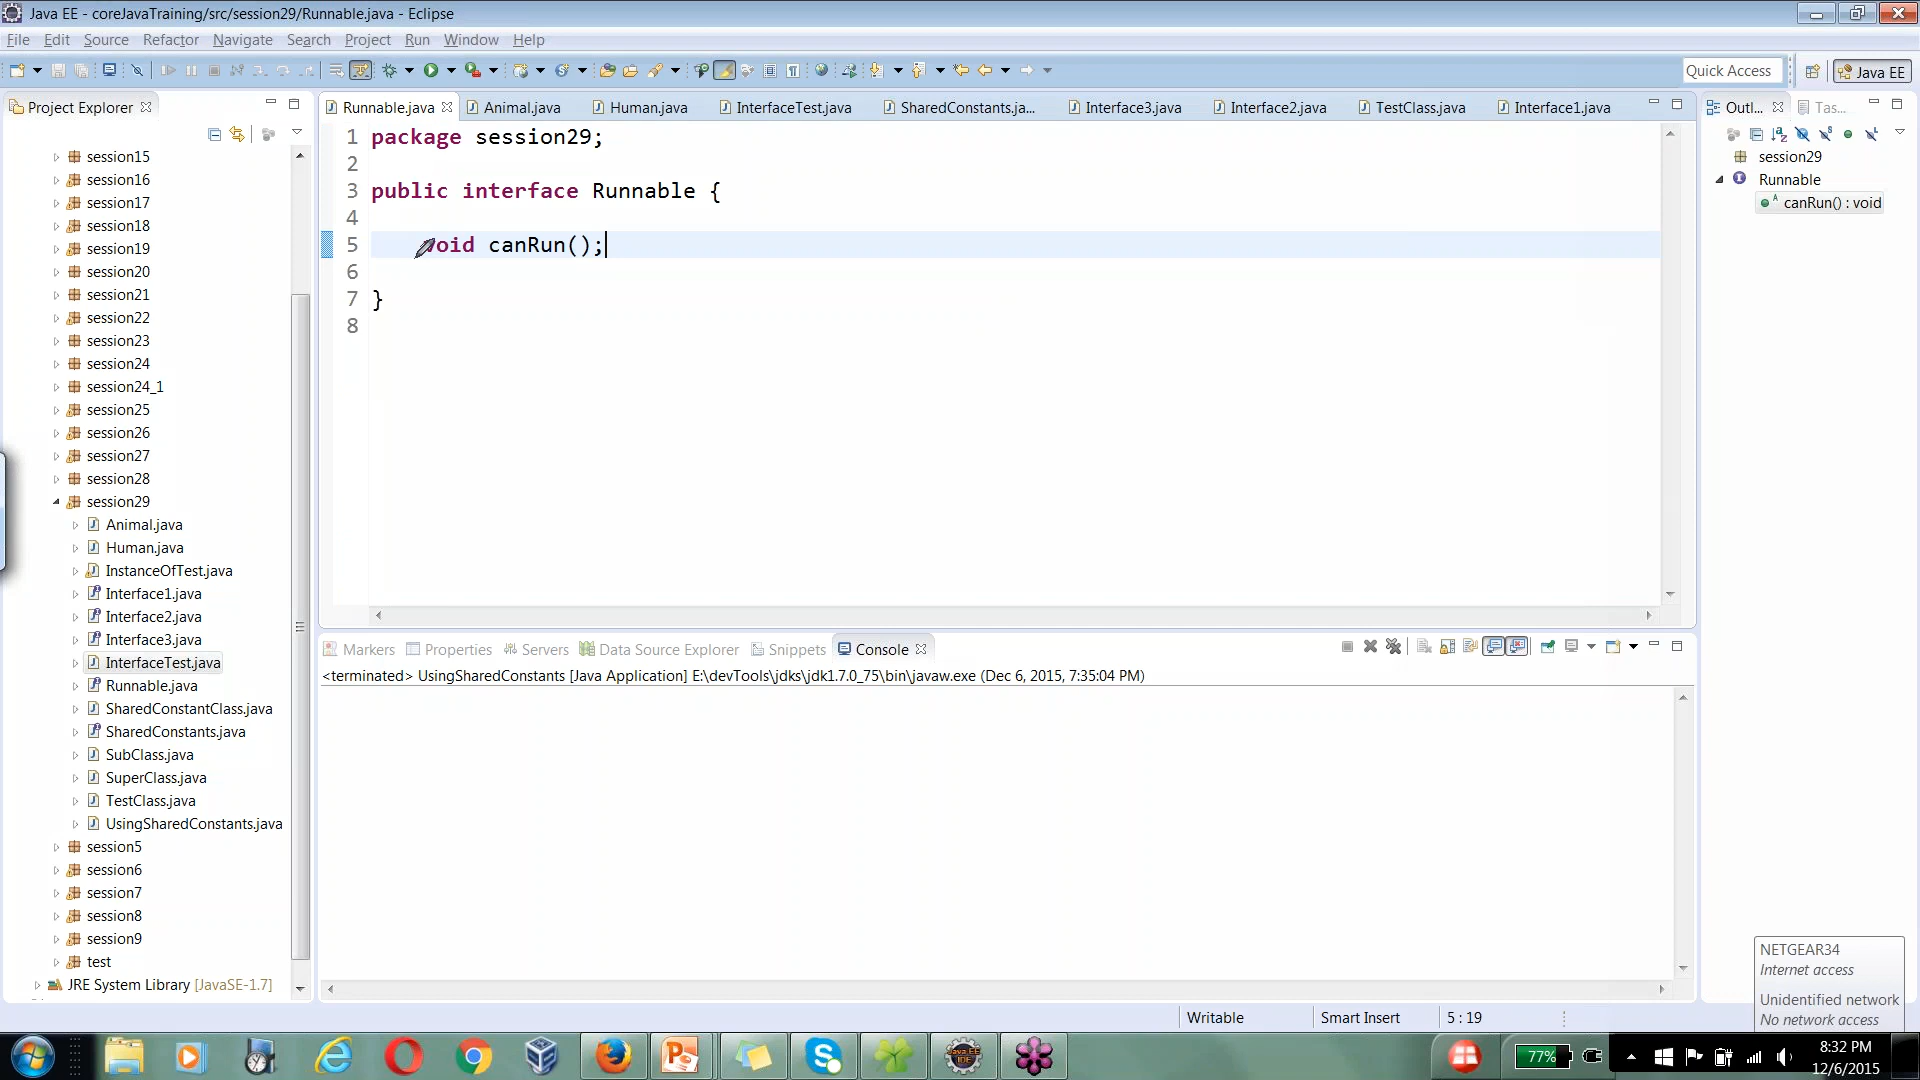 Java EE - coreJavaTraining/src/session29/Runnable.java - Eclipse
File Edit Source Refactor Navigate Search Project Run Window Help
Quick Access
Java EE
Project Explorer
session15
session16
session17
session18
session19
session20
session21
session22
session23
session24
session24_1
session25
session26
session27
session28
session29
Animal.java
Human.java
InstanceOfTest.java
Interface1.java
Interface2.java
Interface3.java
InterfaceTest.java
Runnable.java
SharedConstantClass.java
SharedConstants.java
SubClass.java
SuperClass.java
TestClass.java
UsingSharedConstants.java
session5
session6
session7
session8
session9
test
JRE System Library [JavaSE-1.7]
Runnable.java Animal.java Human.java InterfaceTest.java SharedConstants.ja... Interface3.java Interface2.java TestClass.java Interface1.java
1 package session29;
2
3 public interface Runnable {
4
5 void canRun();
6
7 }
8
Markers Properties Servers Data Source Explorer Snippets Console
<terminated> UsingSharedConstants [Java Application] E:\devTools\jdks\jdk1.7.0_75\bin\javaw.exe (Dec 6, 2015, 7:35:04 PM)
Outl... Tas...
session29
Runnable
canRun() : void
Writable Smart Insert 5 : 19
NETGEAR34
Internet access
Unidentified network
No network access
77%
8:32 PM
12/6/2015